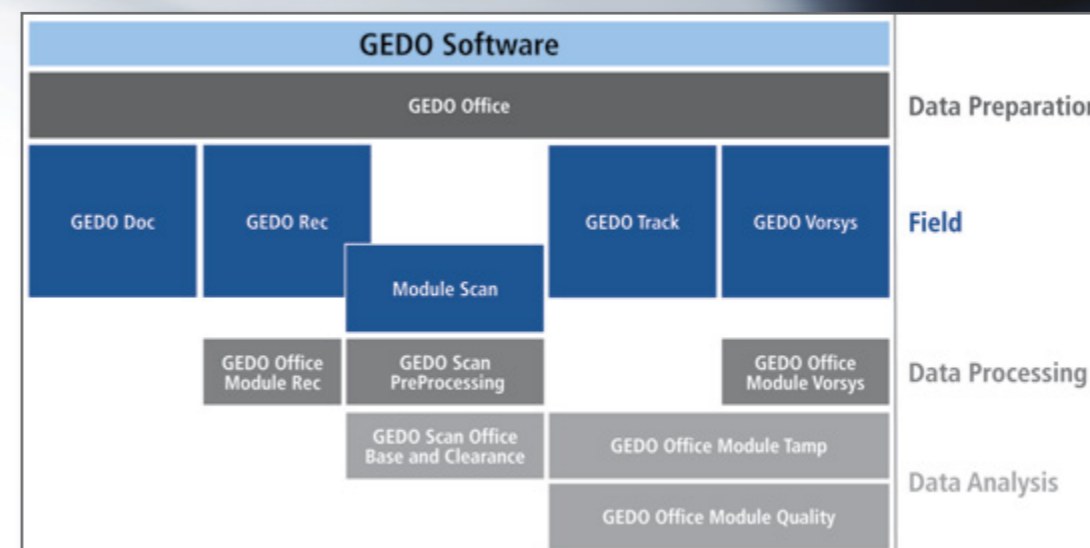 GEDO Software
GEDO Office
Data Preparation
GEDO Doc
GEDO Rec
GEDO Track
GEDO Vorsys
Field
Module Scan
GEDO Office
Module Rec
GEDO Scan
PreProcessing
GEDO Office
Module Vorsys
Data Processing
GEDO Scan Office
Base and Clearance
GEDO Office Module Tamp
Data Analysis
GEDO Office Module Quality